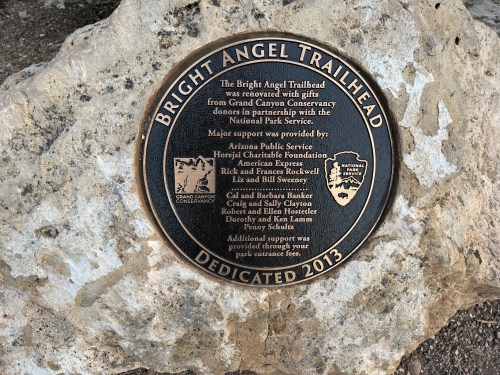 BRIGHT ANGEL TRAILHEAD
The Bright Angel Trailhead
was renovated with gifts
from Grand Canyon Conservancy
donors in partnership with the
National Park Service.
Major support was provided by:
Arizona Public Service
Horejsi Charitable Foundation
American Express
Rick and Frances Rockwell
Liz and Bill Sweeney
Cal and Barbara Banker
Craig and Sally Clayton
Robert and Ellen Hostetler
Dorothy and Ken Lamm
Penny Schultz
Additional support was
provided through your
park entrance fees.
GRAND CANYON
CONSERVANCY
NATIONAL
PARK
SERVICE
DEDICATED 2013